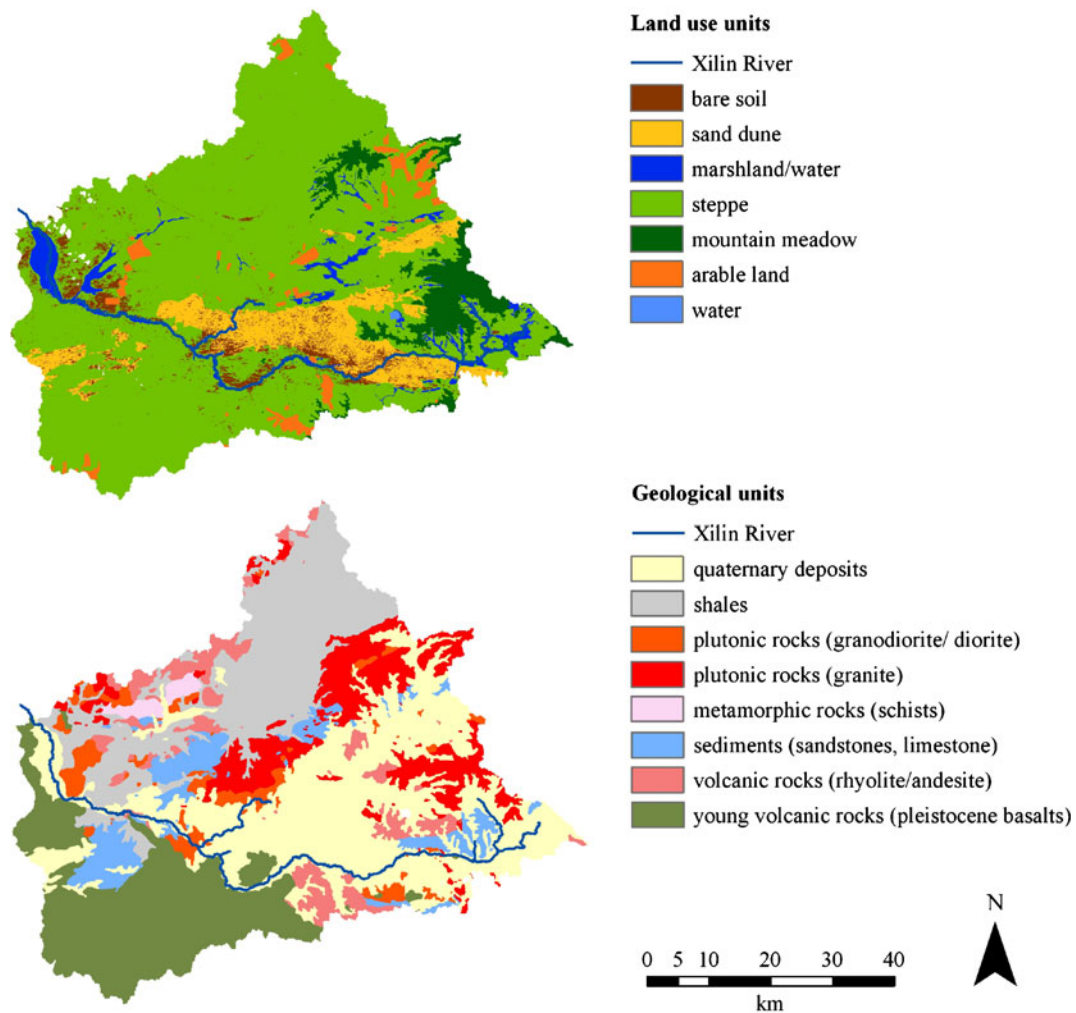 Land use units
Xilin River
bare soil
sand dune
marshland/water
steppe
mountain meadow
arable land
water
Geological units
Xilin River
quaternary deposits
shales
plutonic rocks (granodiorite/ diorite)
plutonic rocks (granite)
metamorphic rocks (schists)
sediments (sandstones, limestone)
volcanic rocks (rhyolite/andesite)
young volcanic rocks (pleistocene basalts)
N
0 5 10 20 30 40
km